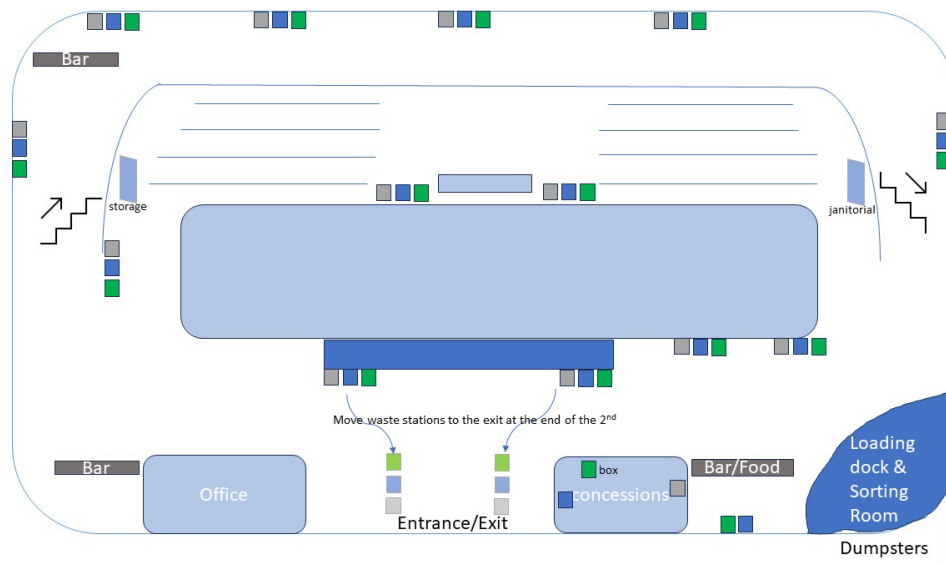 Bar
storage
janitorial
Move waste stations to the exit at the end of the 2nd
Bar
Office
box
concessions
Bar/Food
Loading
dock &
Sorting
Room
Entrance/Exit
Dumpsters